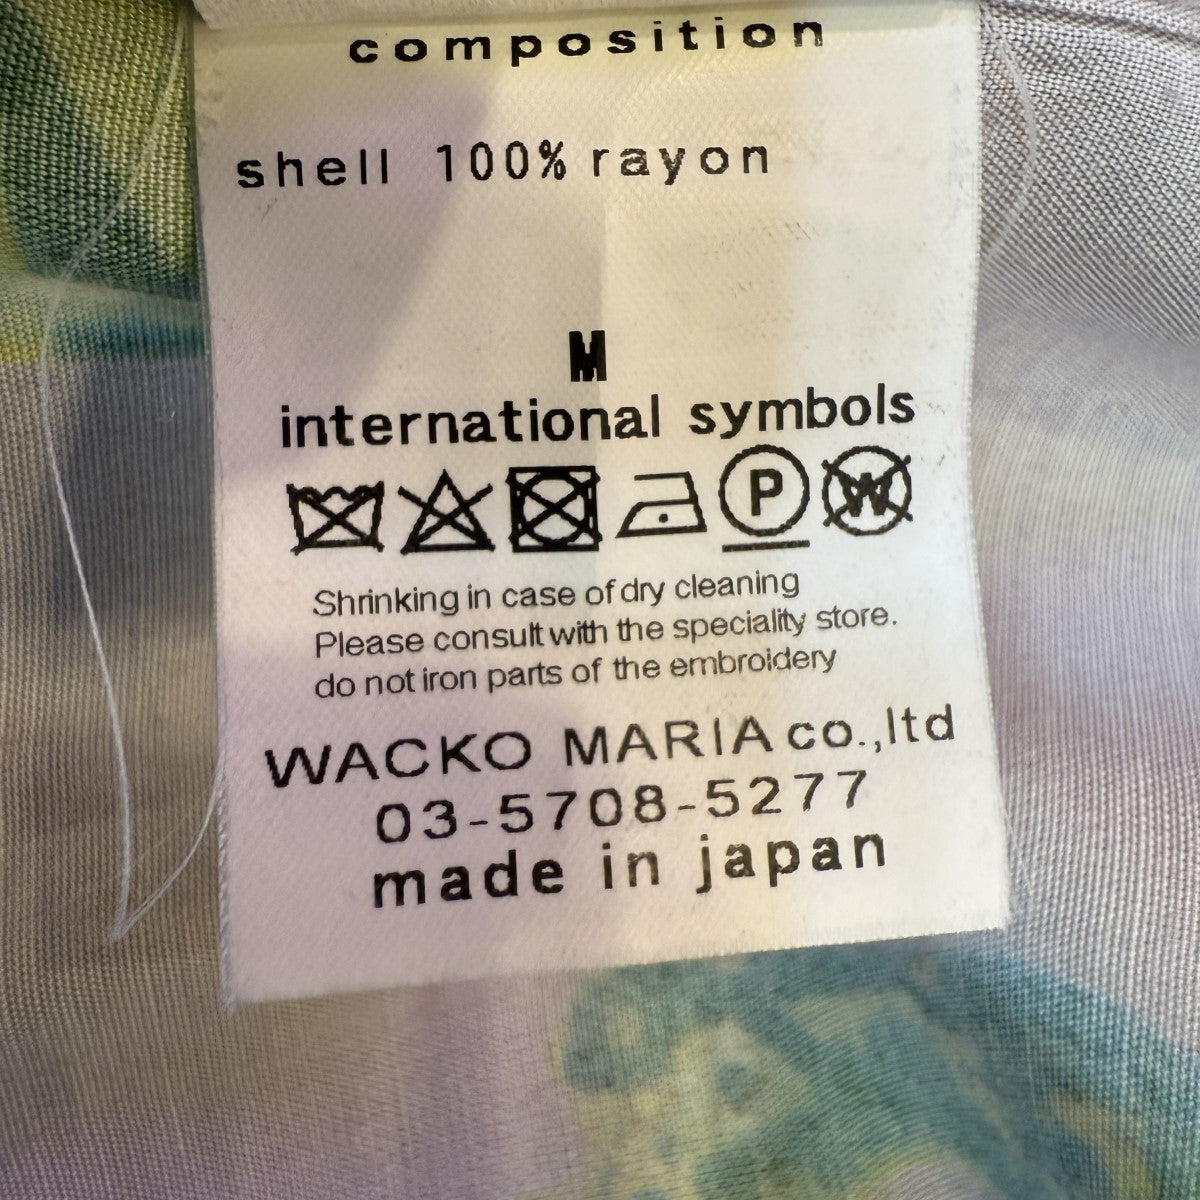 composition
shell 100% rayon
M
international symbols
P W
Shrinking in case of dry cleaning
Please consult with the speciality store.
do not iron parts of the embroidery
WACKO MARIA co.,ltd
03-5708-5277
made in japan